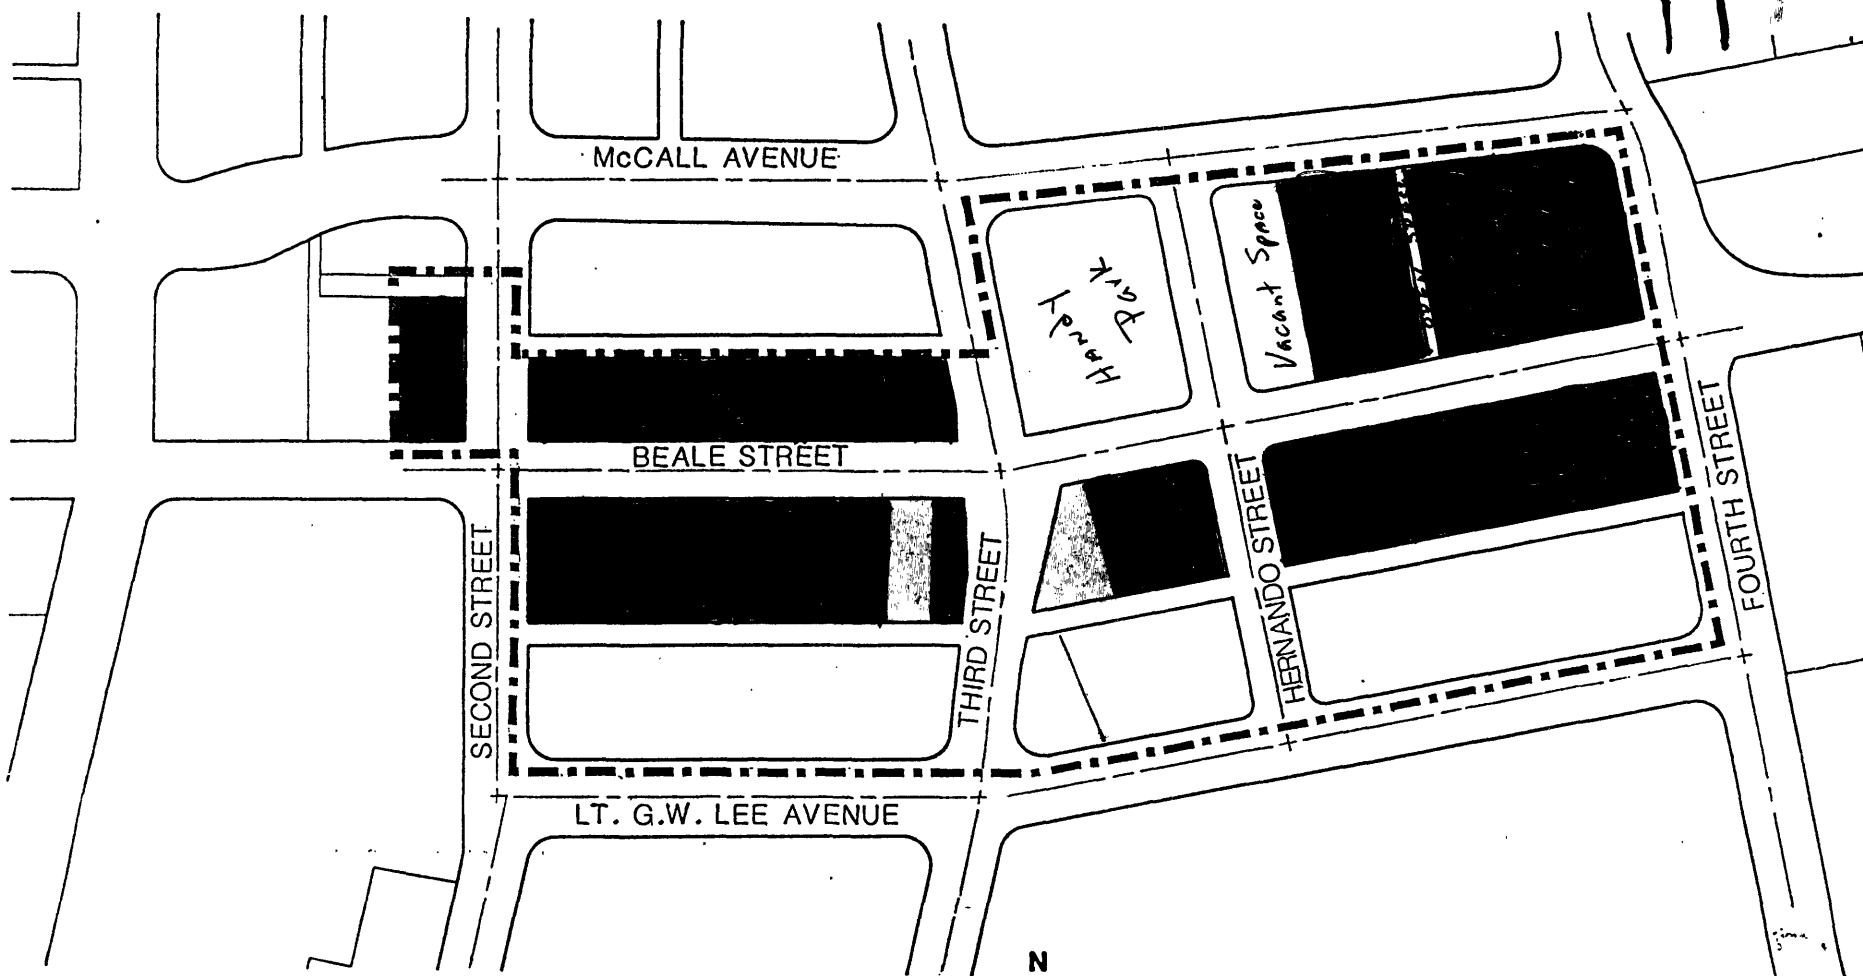 McCALL AVENUE
Vacant Space
Handy
Park
BEALE STREET
SECOND STREET
THIRD STREET
HERNANDO STREET
FOURTH STREET
LT. G.W. LEE AVENUE
N